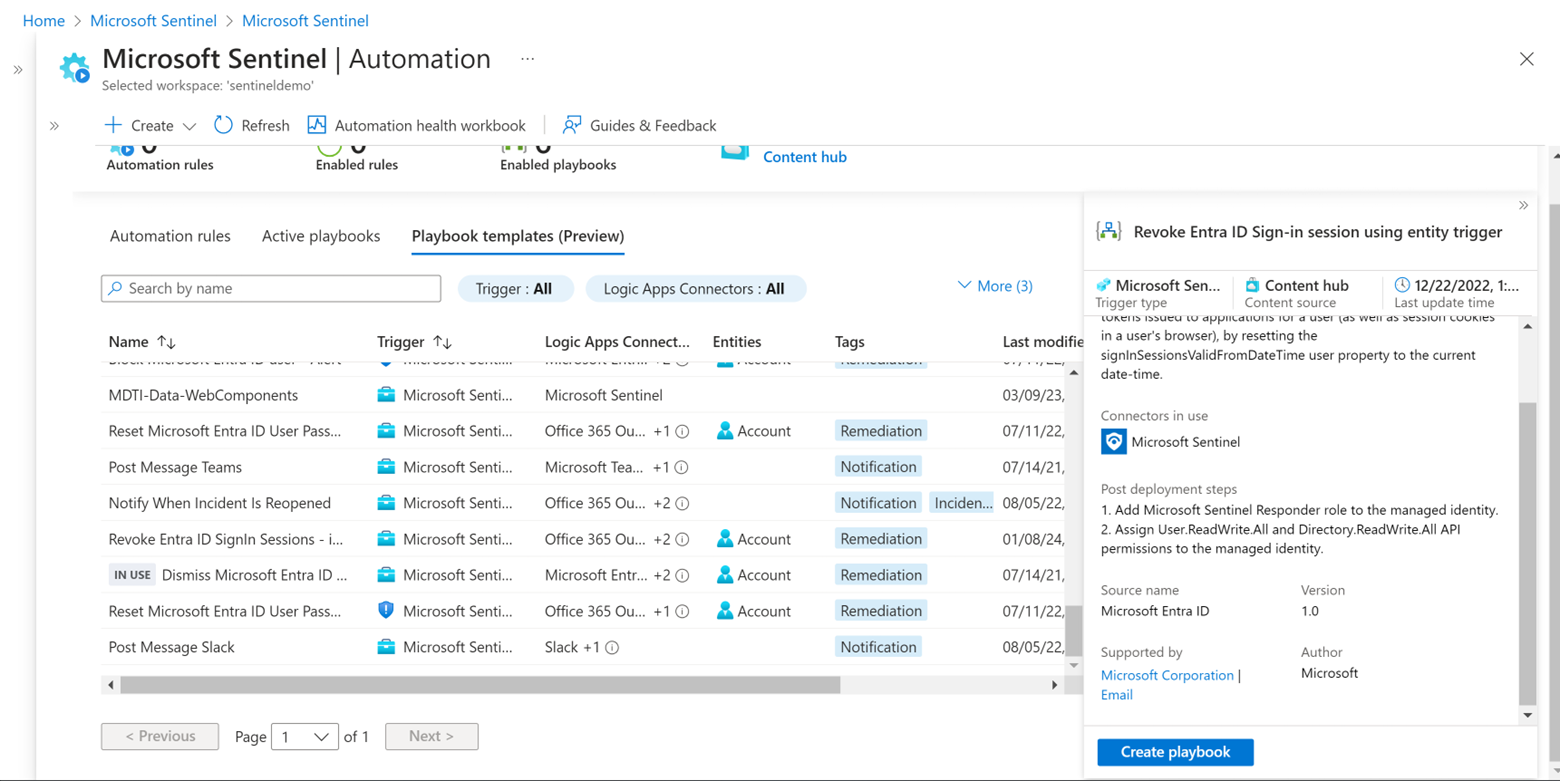 Home > Microsoft Sentinel > Microsoft Sentinel
Microsoft Sentinel | Automation ...
Selected workspace: 'sentineldemo'
Create Refresh Automation health workbook Guides & Feedback
Automation rules Enabled rules Enabled playbooks Content hub
Automation rules Active playbooks Playbook templates (Preview)
Search by name Trigger : All Logic Apps Connectors : All More (3)
Name Trigger Logic Apps Connect... Entities Tags Last modifie
MDTI-Data-WebComponents Microsoft Senti... Microsoft Sentinel 03/09/23,
Reset Microsoft Entra ID User Pass... Microsoft Senti... Office 365 Ou... +1 Account Remediation 07/11/22,
Post Message Teams Microsoft Senti... Microsoft Tea... +1 Notification 07/14/21,
Notify When Incident Is Reopened Microsoft Senti... Office 365 Ou... +2 Notification Inciden... 08/05/22,
Revoke Entra ID SignIn Sessions - i... Microsoft Senti... Office 365 Ou... +2 Account Remediation 01/08/24,
IN USE Dismiss Microsoft Entra ID ... Microsoft Senti... Microsoft Entr... +2 Account Remediation 07/14/21,
Reset Microsoft Entra ID User Pass... Microsoft Senti... Office 365 Ou... +1 Account Remediation 07/11/22,
Post Message Slack Microsoft Senti... Slack +1 Notification 08/05/22,
< Previous Page 1 of 1 Next >
Revoke Entra ID Sign-in session using entity trigger
Microsoft Sen... Content hub 12/22/2022, 1:...
Trigger type Content source Last update time
tokens issued to applications for a user (as well as session cookies
in a user's browser), by resetting the
signInSessionsValidFromDateTime user property to the current
date-time.
Connectors in use
Microsoft Sentinel
Post deployment steps
1. Add Microsoft Sentinel Responder role to the managed identity.
2. Assign User.ReadWrite.All and Directory.ReadWrite.All API
permissions to the managed identity.
Source name Version
Microsoft Entra ID 1.0
Supported by Author
Microsoft Corporation | Microsoft
Email
Create playbook